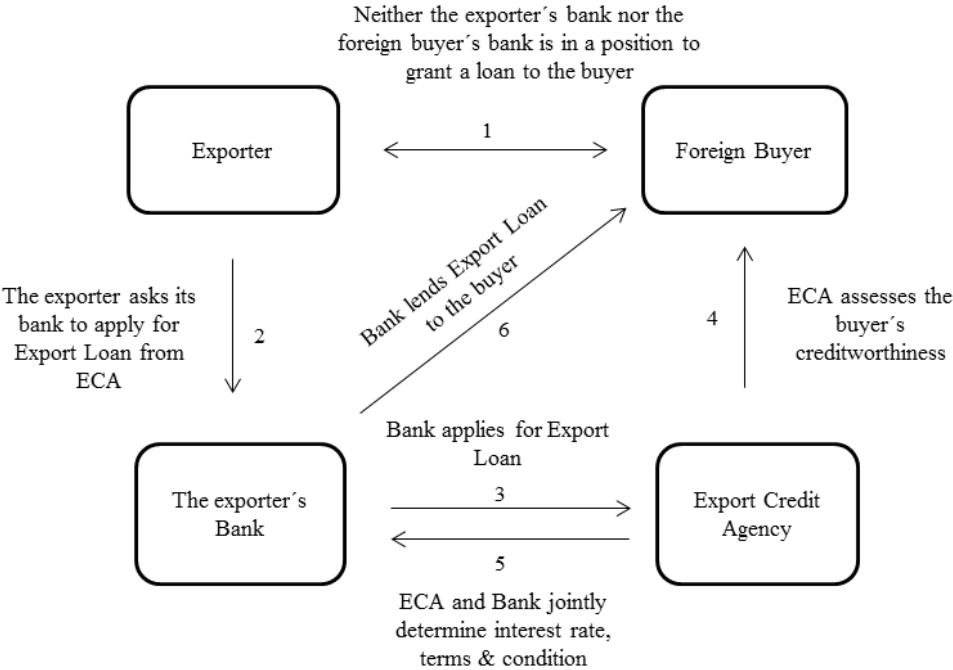 Neither the exporter´s bank nor the
foreign buyer´s bank is in a position to
grant a loan to the buyer
Exporter
1
Foreign Buyer
The exporter asks its
bank to apply for
Export Loan from
ECA
2
Bank lends Export Loan
to the buyer
6
4
ECA assesses the
buyer´s
creditworthiness
Bank applies for Export
Loan
The exporter´s
Bank
3
5
Export Credit
Agency
ECA and Bank jointly
determine interest rate,
terms & condition